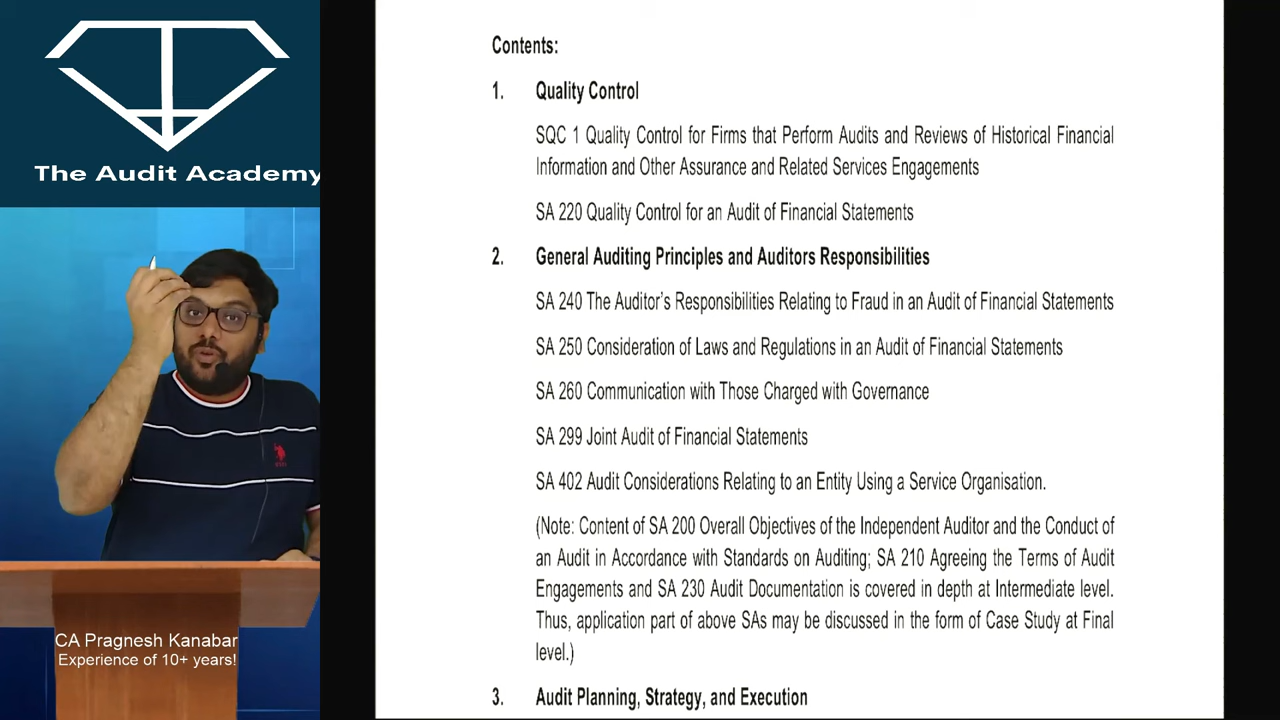 The Audit Academy
CA Pragnesh Kanabar
Experience of 10+ years!
Contents:
1. Quality Control
SQC 1 Quality Control for Firms that Perform Audits and Reviews of Historical Financial
Information and Other Assurance and Related Services Engagements
SA 220 Quality Control for an Audit of Financial Statements
2. General Auditing Principles and Auditors Responsibilities
SA 240 The Auditor's Responsibilities Relating to Fraud in an Audit of Financial Statements
SA 250 Consideration of Laws and Regulations in an Audit of Financial Statements
SA 260 Communication with Those Charged with Governance
SA 299 Joint Audit of Financial Statements
SA 402 Audit Considerations Relating to an Entity Using a Service Organisation.
(Note: Content of SA 200 Overall Objectives of the Independent Auditor and the Conduct of
an Audit in Accordance with Standards on Auditing; SA 210 Agreeing the Terms of Audit
Engagements and SA 230 Audit Documentation is covered in depth at Intermediate level.
Thus, application part of above SAs may be discussed in the form of Case Study at Final
level.)
3. Audit Planning, Strategy, and Execution